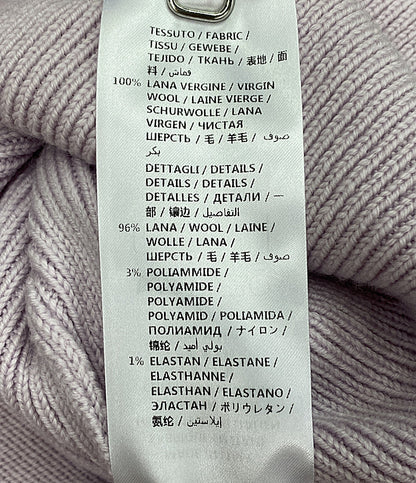 TESSUTO / FABRIC /
TISSU / GEWEBE /
TEJIDO / ТКАНЬ / 表地 / 面
料 / قماش
100% LANA VERGINE / VIRGIN
WOOL / LAINE VIERGE /
SCHURWOLLE / LANA
VIRGEN / ЧИСТАЯ
ШЕРСТЬ / 毛 / 羊毛 / صوف
بكر
DETTAGLI / DETAILS /
DETAILS / DETAILS /
DETALLES / ДЕТАЛИ / 一
部 / 镶边 / التفاصيل
96% LANA / WOOL / LAINE /
WOLLE / LANA /
ШЕРСТЬ / 毛 / 羊毛 / صوف
3% POLIAMMIDE /
POLYAMIDE /
POLYAMIDE /
POLYAMID / POLIAMIDA /
ПОЛИАМИД / ナイロン /
锦纶 / بولي أميد
1% ELASTAN / ELASTANE /
ELASTHANNE /
ELASTHAN / ELASTANO /
ЭЛАСТАН / ポリウレタン /
氨纶 / إيلاستين